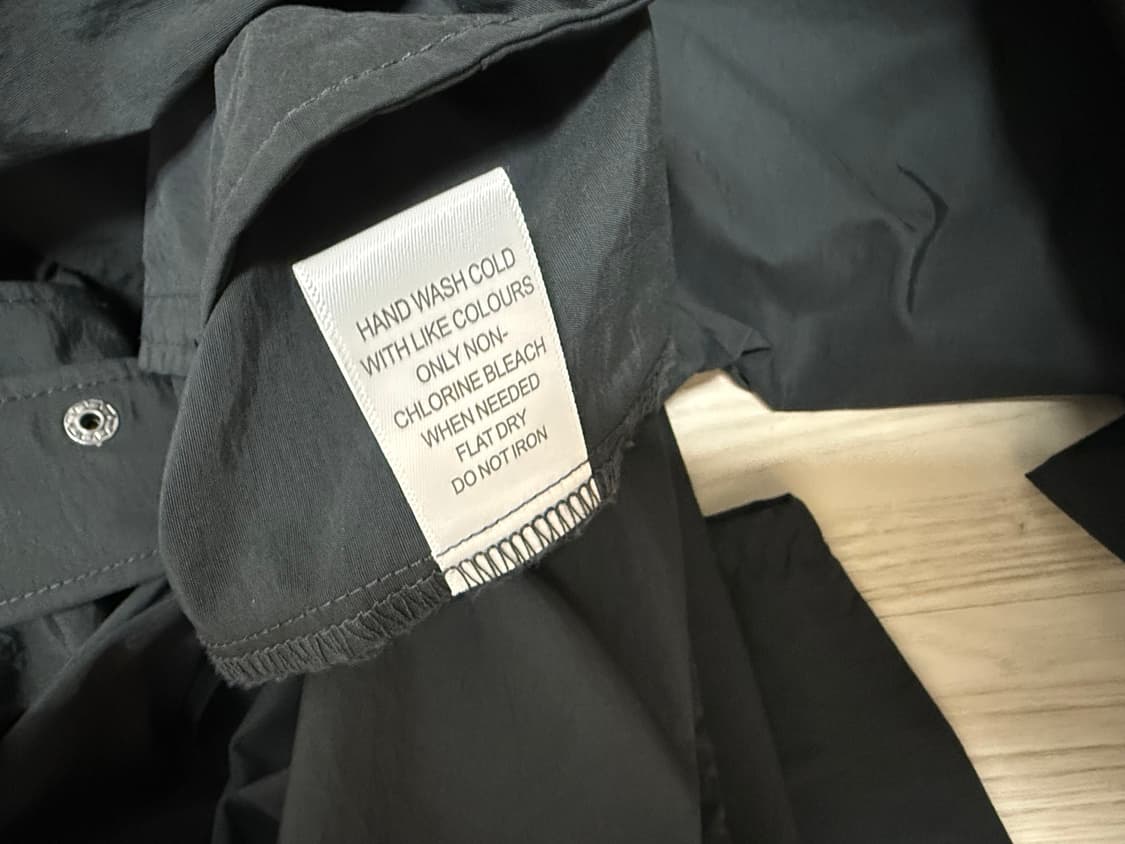 HAND WASH COLD
WITH LIKE COLOURS
ONLY NON-
CHLORINE BLEACH
WHEN NEEDED
FLAT DRY
DO NOT IRON